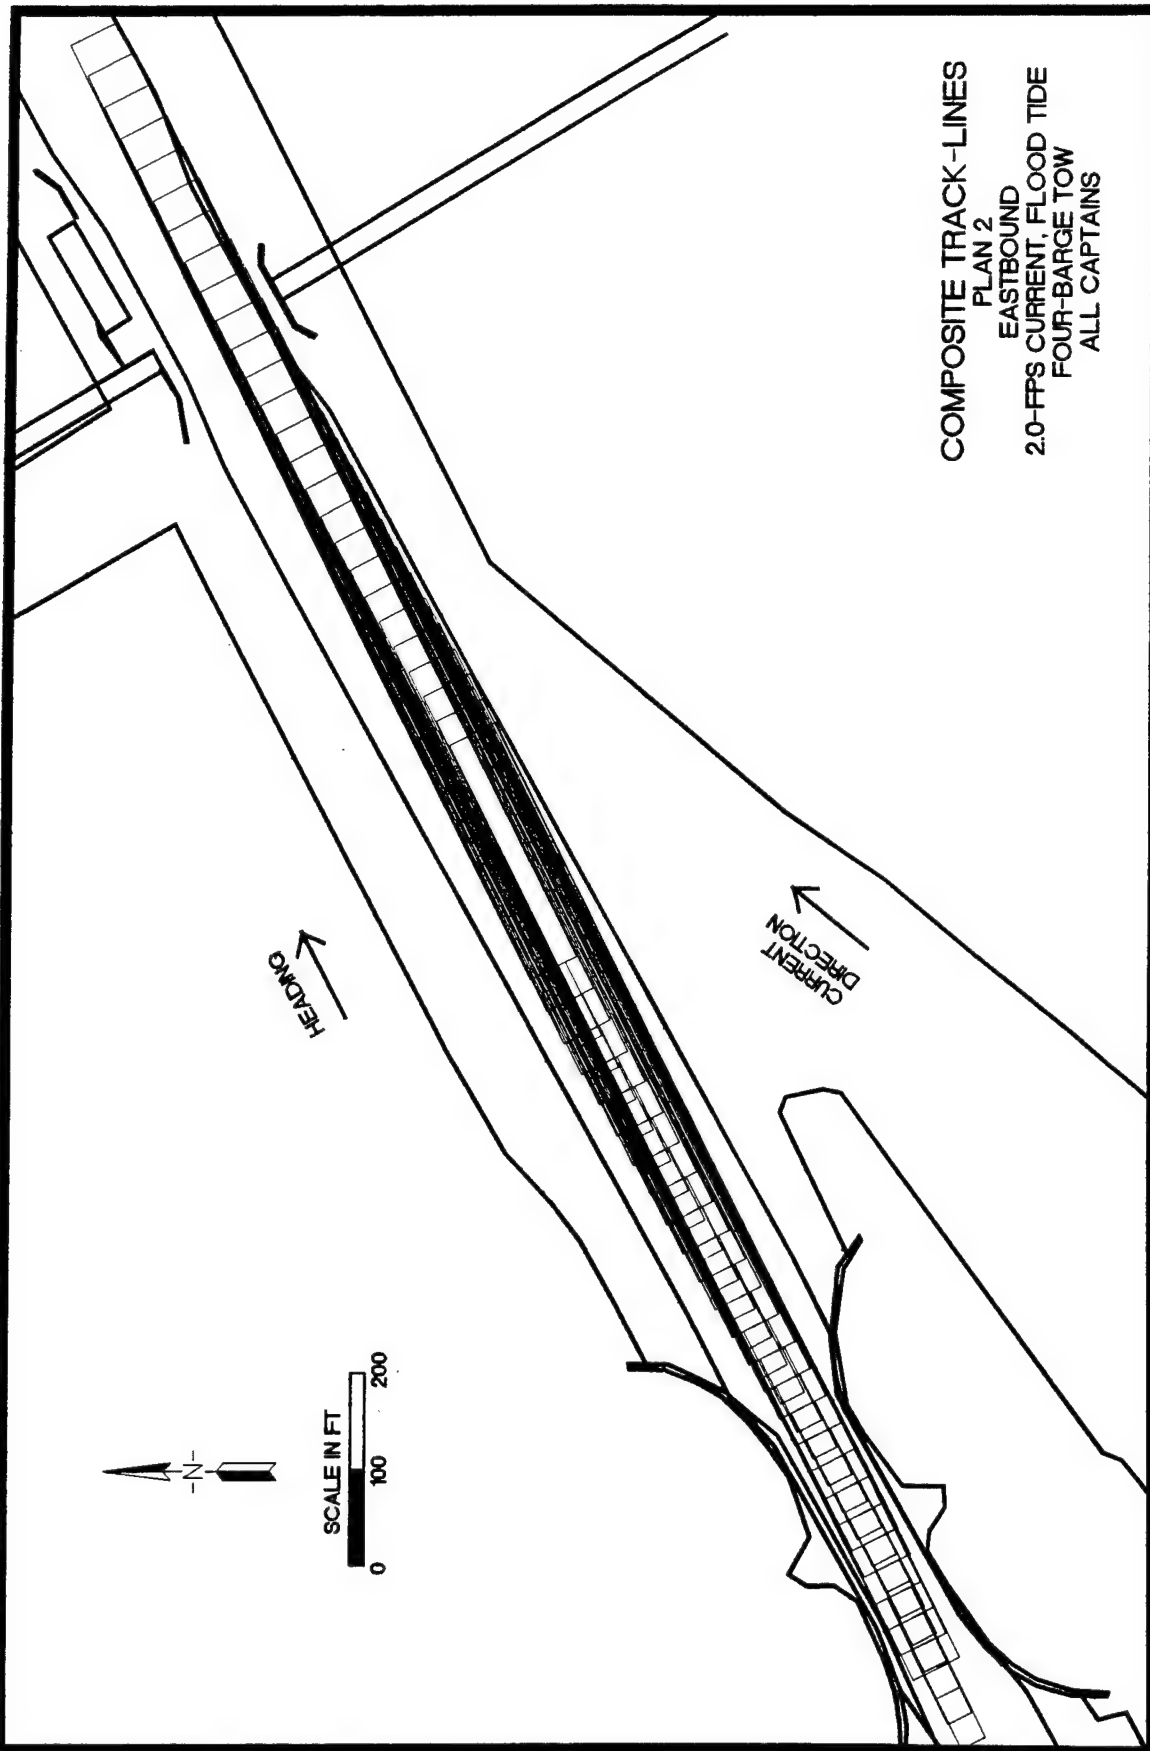 COMPOSITE TRACK-LINES
PLAN 2
EASTBOUND
2.0-FPS CURRENT, FLOOD TIDE
FOUR-BARGE TOW
ALL CAPTAINS
HEADING
CURRENT
DIRECTION
-N-
SCALE IN FT
0 100 200